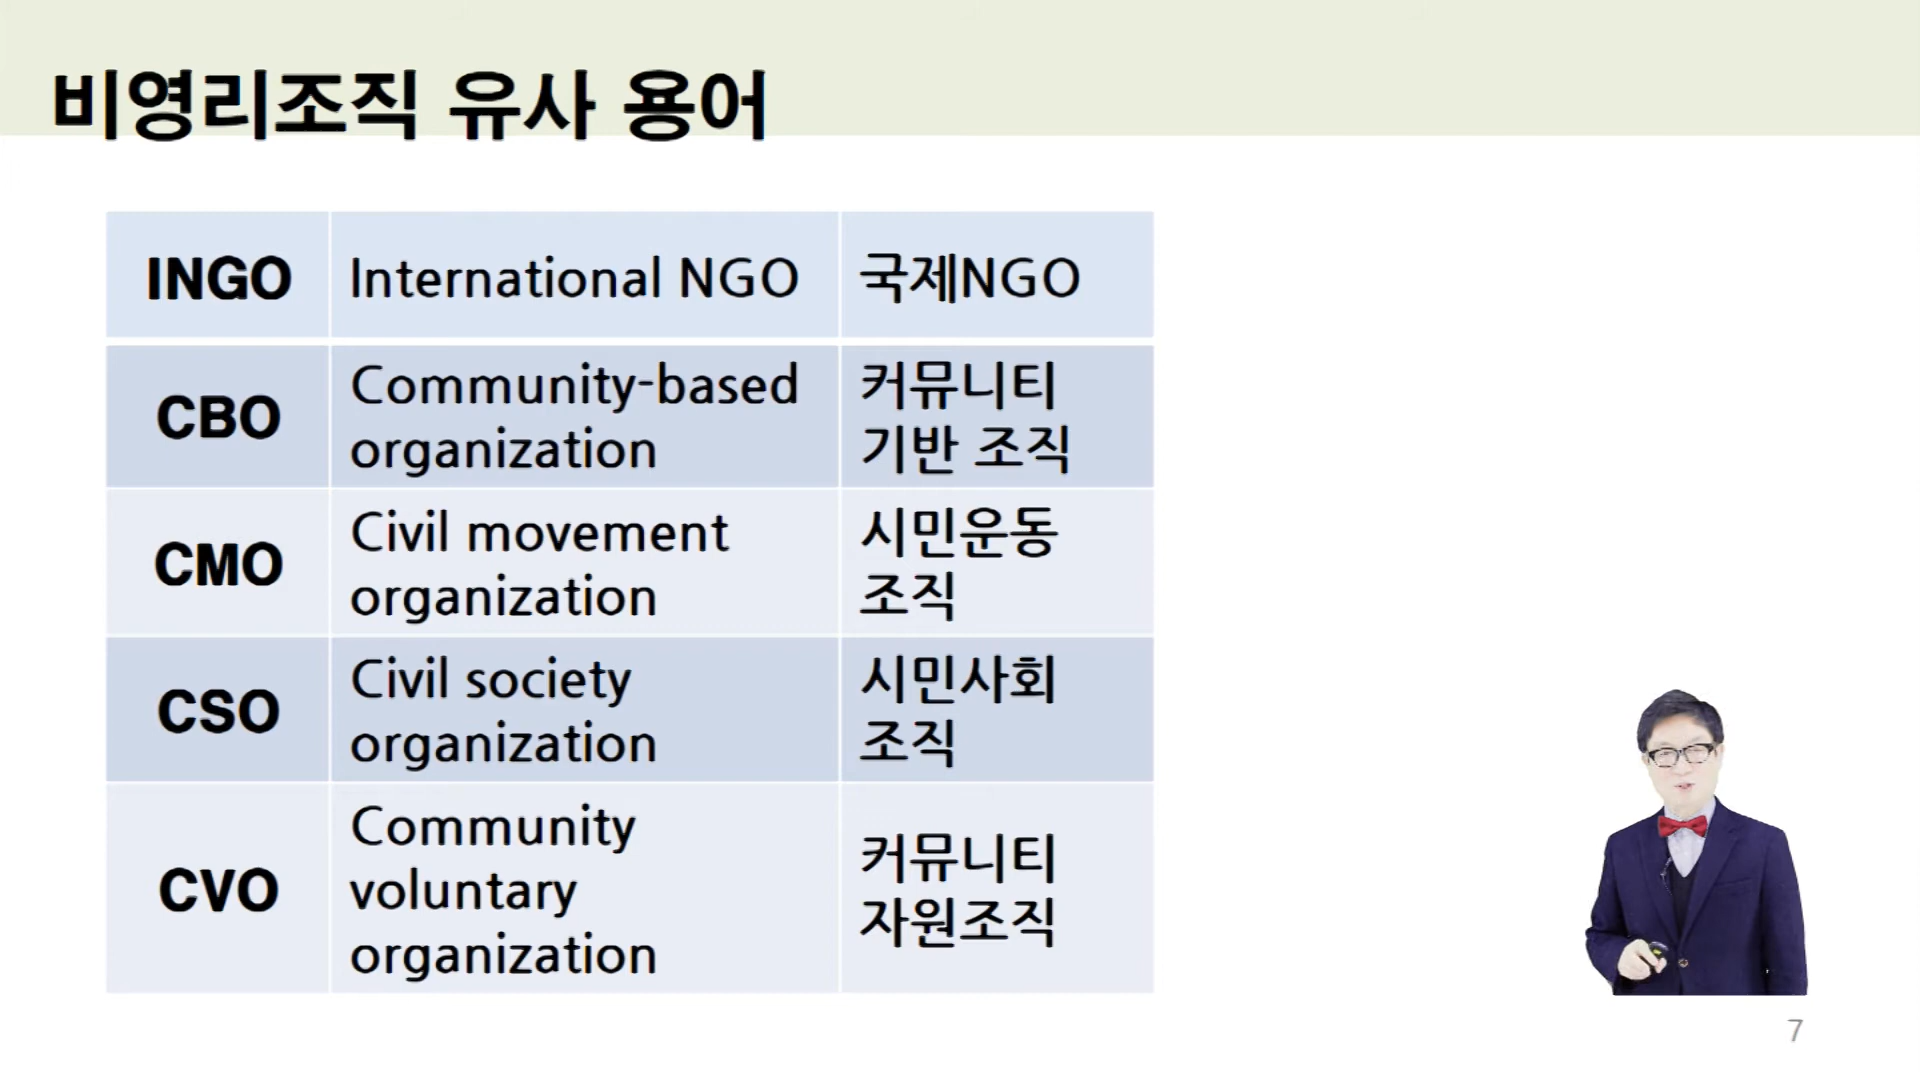 비영리조직 유사 용어
INGO
International NGO
국제NGO
CBO
Community-based
organization
커뮤니티
기반 조직
CMO
Civil movement
organization
시민운동
조직
CSO
Civil society
organization
시민사회
조직
CVO
Community
voluntary
organization
커뮤니티
자원조직
7